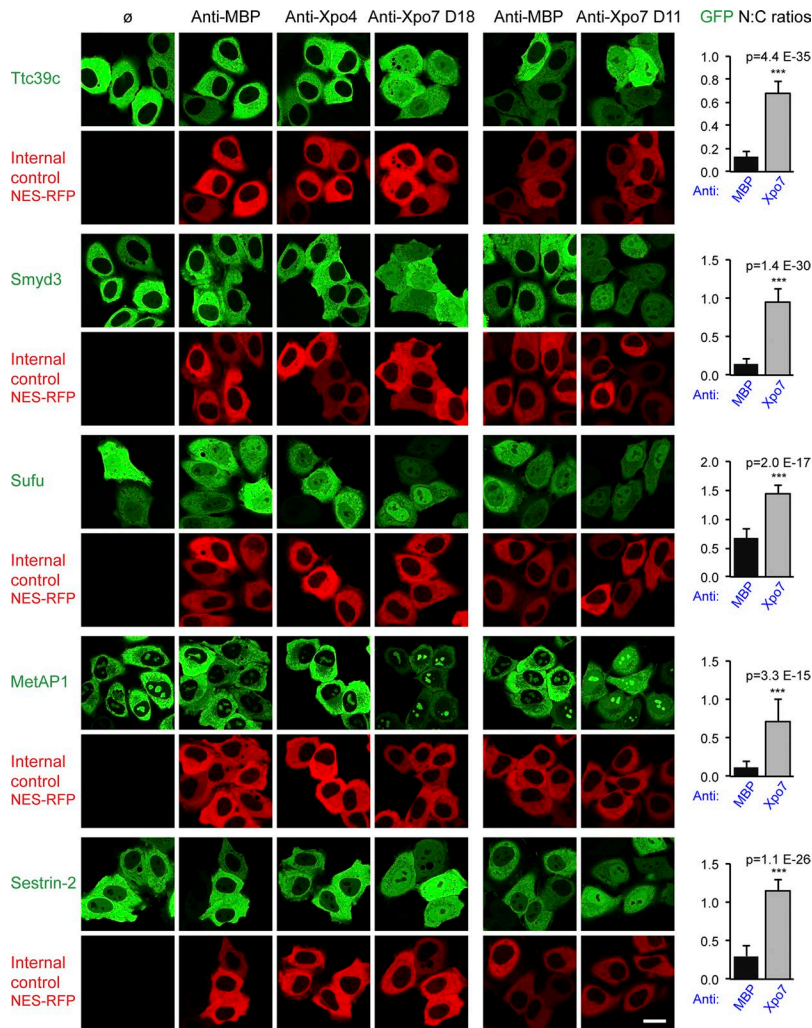 ø Anti-MBP Anti-Xpo4 Anti-Xpo7 D18 Anti-MBP Anti-Xpo7 D11 GFP N:C ratios
Ttc39c
Internal
control
NES-RFP
p=4.4 E-35
***
1.0
0.8
0.6
0.4
0.2
0.0
Anti: MBP Xpo7
Smyd3
Internal
control
NES-RFP
p=1.4 E-30
***
1.5
1.0
0.5
0.0
Anti: MBP Xpo7
Sufu
Internal
control
NES-RFP
p=2.0 E-17
***
2.0
1.5
1.0
0.5
0.0
Anti: MBP Xpo7
MetAP1
Internal
control
NES-RFP
p=3.3 E-15
***
1.5
1.0
0.5
0.0
Anti: MBP Xpo7
Sestrin-2
Internal
control
NES-RFP
p=1.1 E-26
***
1.5
1.0
0.5
0.0
Anti: MBP Xpo7